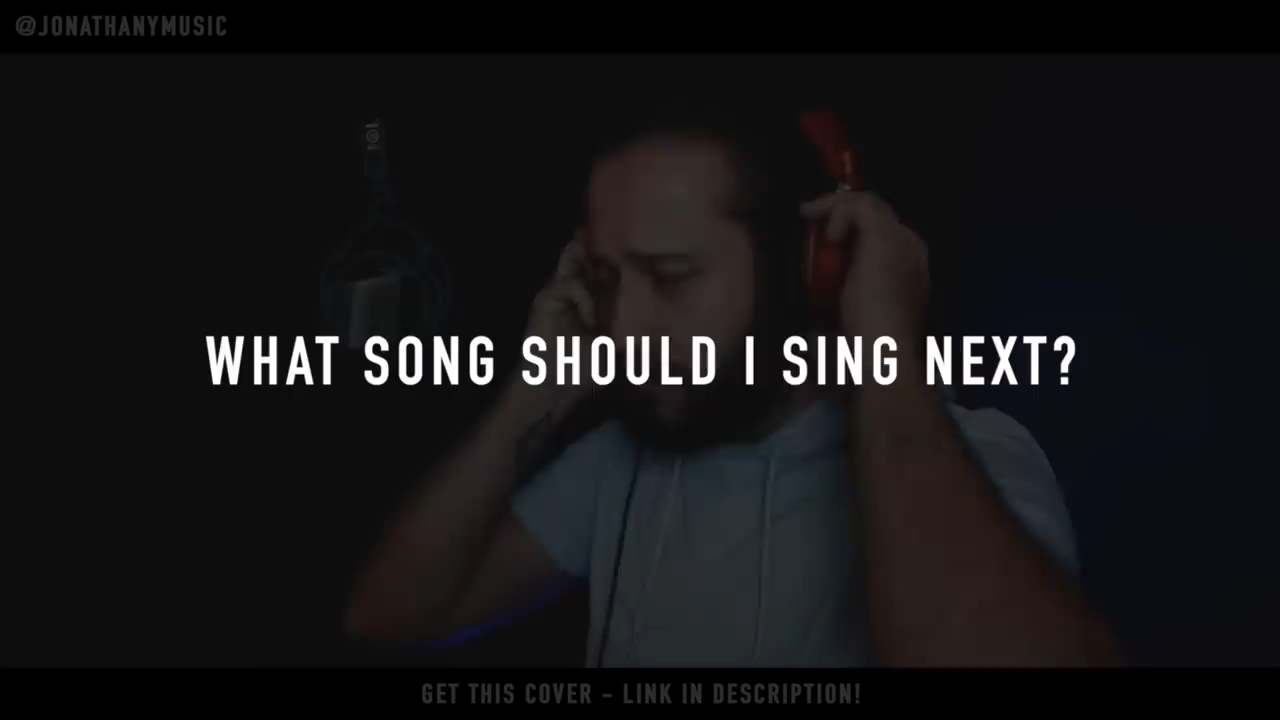 @JONATHANYMUSIC
WHAT SONG SHOULD I SING NEXT?
GET THIS COVER - LINK IN DESCRIPTION!